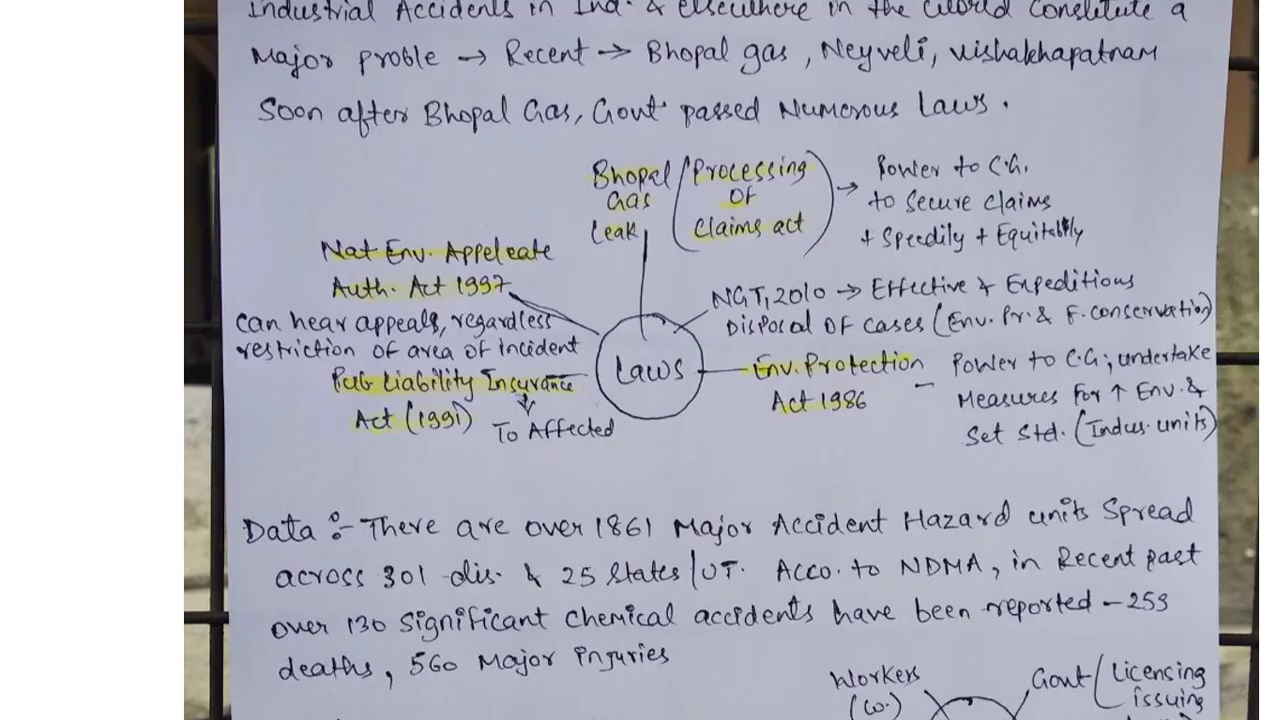 Industrial Accidents in Ind. & elsewhere in the world constitute a
Major proble → Recent → Bhopal gas, Neyveli, vishakhapatnam
Soon after Bhopal Gas, Govt passed Numerous Laws.
Bhopal Gas Leak (Processing of Claims act) → Power to C.G.
to secure claims
+ Speedily + Equitably
Nat Env. Appeleate
Auth. Act 1997
can hear appeals, regardless
restriction of area of incident
NGT, 2010 → Effective & Expeditions
Disposal of cases (Env. Pr. & F. conservation)
Laws
Pub Liability Insurance
Act (1991)
To Affected
Env. Protection
Act 1986
– Power to C.G; undertake
Measures For ↑ Env. &
Set Std. (Indus. units)
Data :- There are over 1861 Major Accident Hazard units Spread
across 301 dis. & 25 States/UT. Acco. to NDMA, in Recent past
over 130 significant chemical accidents have been reported - 259
deaths, 560 Major injuries
Workers
(co.)
Govt (Licensing
issuing